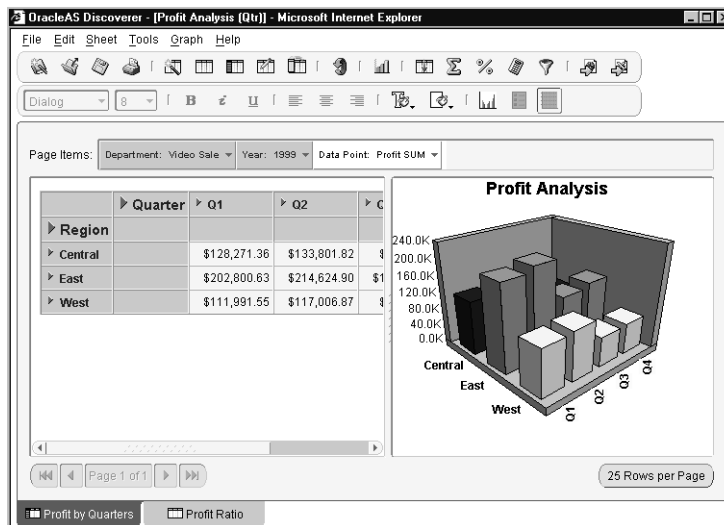 OracleAS Discoverer - [Profit Analysis (Qtr)] - Microsoft Internet Explorer
File Edit Sheet Tools Graph Help
Dialog 8 B i U
Page Items: Department: Video Sale Year: 1999 Data Point: Profit SUM
Quarter Q1 Q2
Region
Central $128,271.36 $133,801.82 $
East $202,800.63 $214,624.90 $1
West $111,991.55 $117,006.87 $
Profit Analysis
240.0K
200.0K
160.0K
120.0K
80.0K
40.0K
0.0K
Central
East
West
Q1
Q2
Q3
Q4
Page 1 of 1
25 Rows per Page
Profit by Quarters Profit Ratio